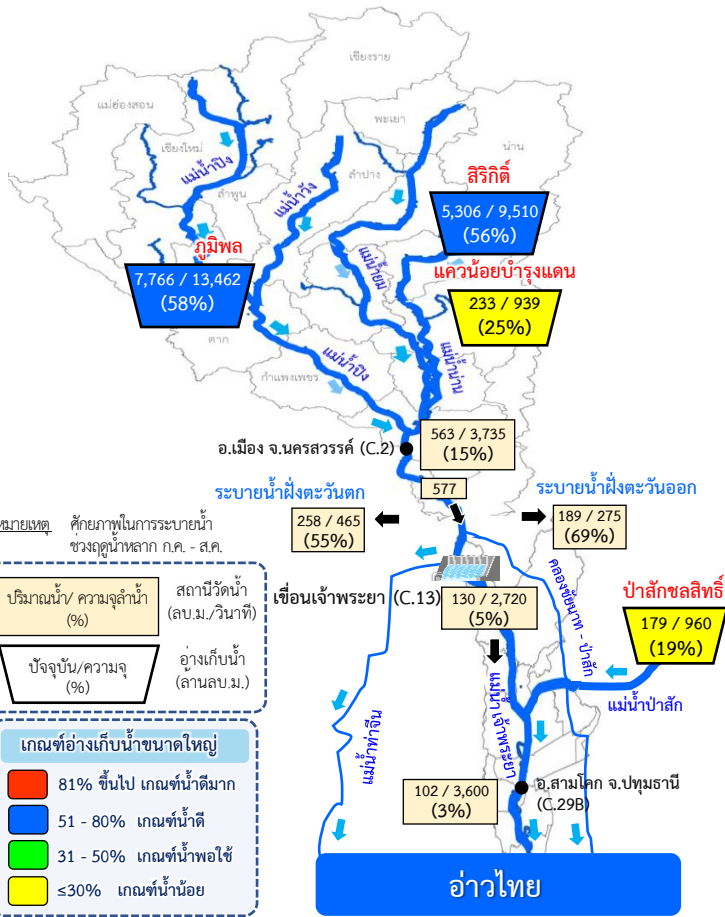 เชียงราย
แม่ฮ่องสอน
พะเยา
น่าน
เชียงใหม่
แม่น้ำปิง
ลำพูน
ลำปาง
แม่น้ำวัง
สิริกิติ์
5,306 / 9,510
(56%)
ภูมิพล
7,766 / 13,462
(58%)
แม่น้ำยม
แควน้อยบำรุงแดน
233 / 939
(25%)
ตาก
กำแพงเพชร
แม่น้ำปิง
แม่น้ำน่าน
อ.เมือง จ.นครสวรรค์ (C.2)
563 / 3,735
(15%)
577
ระบายน้ำฝั่งตะวันตก
258 / 465
(55%)
ระบายน้ำฝั่งตะวันออก
189 / 275
(69%)
หมายเหตุ ศักยภาพในการระบายน้ำ
ช่วงฤดูน้ำหลาก ก.ค. - ส.ค.
ปริมาณน้ำ/ ความจุลำน้ำ
(%)
สถานีวัดน้ำ
(ลบ.ม./วินาที)
ปัจจุบัน/ความจุ
(%)
อ่างเก็บน้ำ
(ล้านลบ.ม.)
เขื่อนเจ้าพระยา (C.13)
130 / 2,720
(5%)
คลองชัยนาท - ป่าสัก
ป่าสักชลสิทธิ์
179 / 960
(19%)
แม่น้ำป่าสัก
แม่น้ำท่าจีน
แม่น้ำเจ้าพระยา
เกณฑ์อ่างเก็บน้ำขนาดใหญ่
81% ขึ้นไป เกณฑ์น้ำดีมาก
51 - 80% เกณฑ์น้ำดี
31 - 50% เกณฑ์น้ำพอใช้
≤30% เกณฑ์น้ำน้อย
102 / 3,600
(3%)
อ.สามโคก จ.ปทุมธานี
(C.29B)
อ่าวไทย